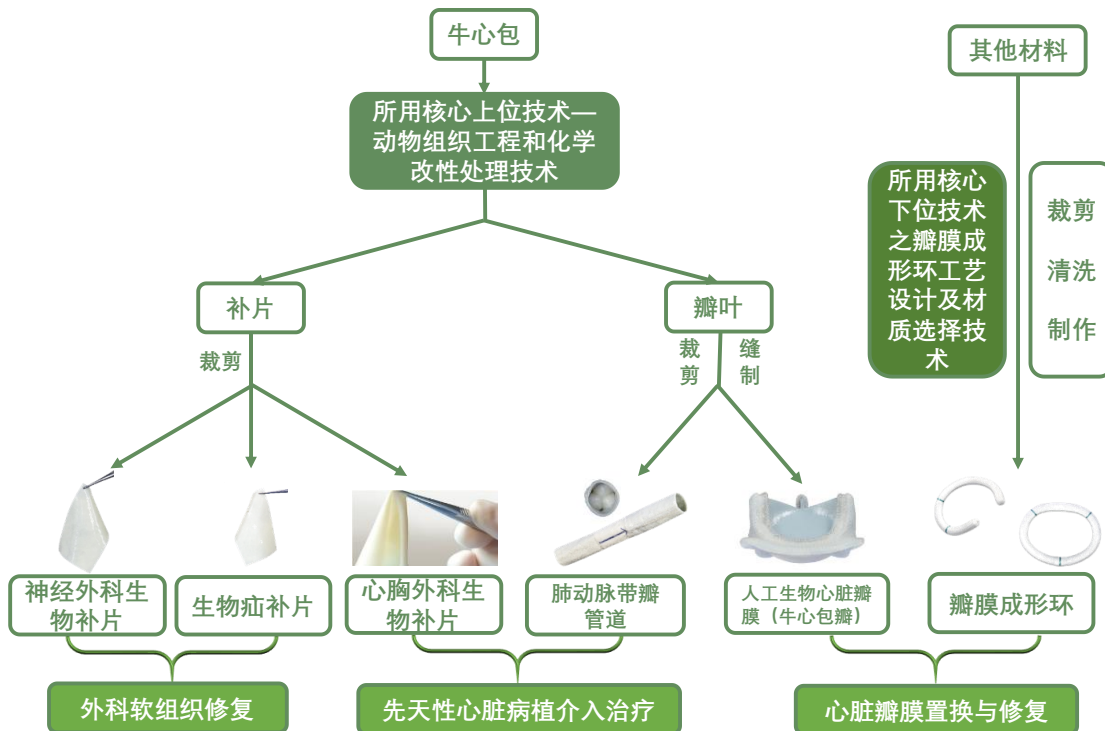 牛心包
其他材料
所用核心上位技术—
动物组织工程和化学
改性处理技术
所用核心
下位技术
之瓣膜成
形环工艺
设计及材
质选择技
术
裁剪
清洗
制作
补片
瓣叶
裁剪
裁
剪
缝
制
神经外科生
物补片
生物疝补片
心胸外科生
物补片
肺动脉带瓣
管道
人工生物心脏瓣
膜（牛心包瓣）
瓣膜成形环
外科软组织修复
先天性心脏病植介入治疗
心脏瓣膜置换与修复